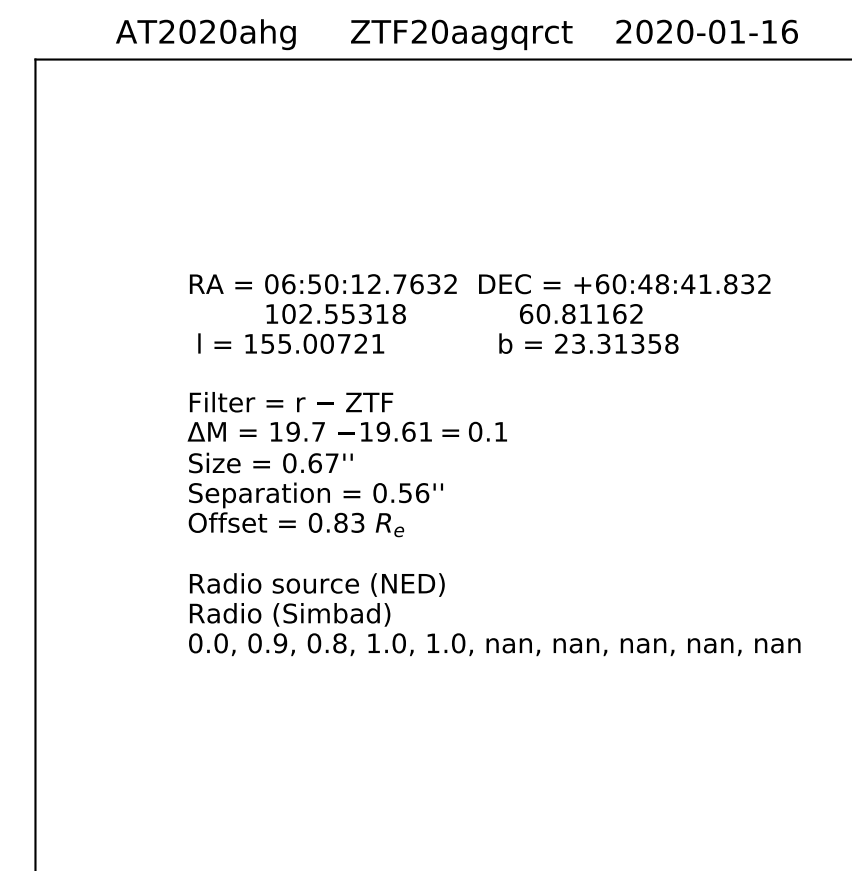 AT2020ahg ZTF20aagqrct 2020-01-16
RA = 06:50:12.7632 DEC = +60:48:41.832
102.55318 60.81162
l = 155.00721 b = 23.31358
Filter = r − ZTF
ΔM = 19.7 −19.61 = 0.1
Size = 0.67''
Separation = 0.56''
Offset = 0.83 Re
Radio source (NED)
Radio (Simbad)
0.0, 0.9, 0.8, 1.0, 1.0, nan, nan, nan, nan, nan